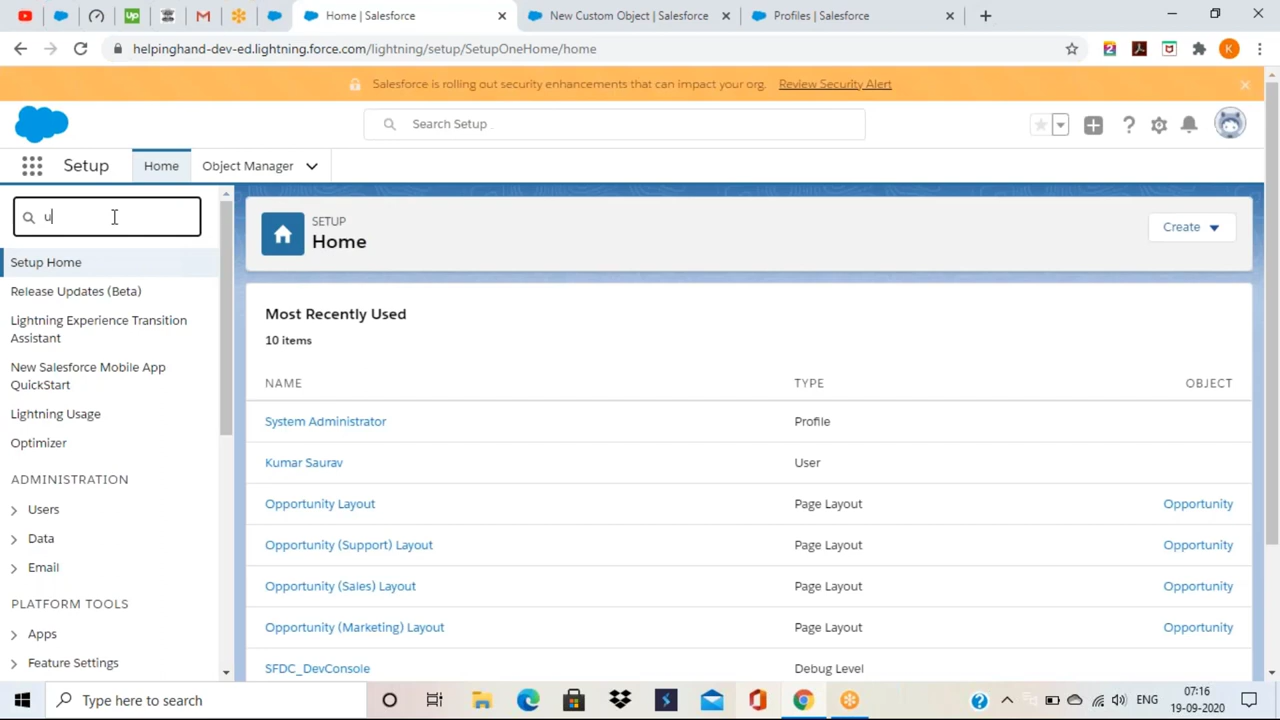 Home | Salesforce
New Custom Object | Salesforce
Profiles | Salesforce
helpinghand-dev-ed.lightning.force.com/lightning/setup/SetupOneHome/home
K
Salesforce is rolling out security enhancements that can impact your org. Review Security Alert
Search Setup
Setup
Home
Object Manager
u
Setup Home
Release Updates (Beta)
Lightning Experience Transition
Assistant
New Salesforce Mobile App
QuickStart
Lightning Usage
Optimizer
ADMINISTRATION
Users
Data
Email
PLATFORM TOOLS
Apps
Feature Settings
SETUP
Home
Create
Most Recently Used
10 items
NAME TYPE OBJECT
System Administrator Profile
Kumar Saurav User
Opportunity Layout Page Layout Opportunity
Opportunity (Support) Layout Page Layout Opportunity
Opportunity (Sales) Layout Page Layout Opportunity
Opportunity (Marketing) Layout Page Layout Opportunity
SFDC_DevConsole Debug Level
Type here to search
ENG
07:16
19-09-2020